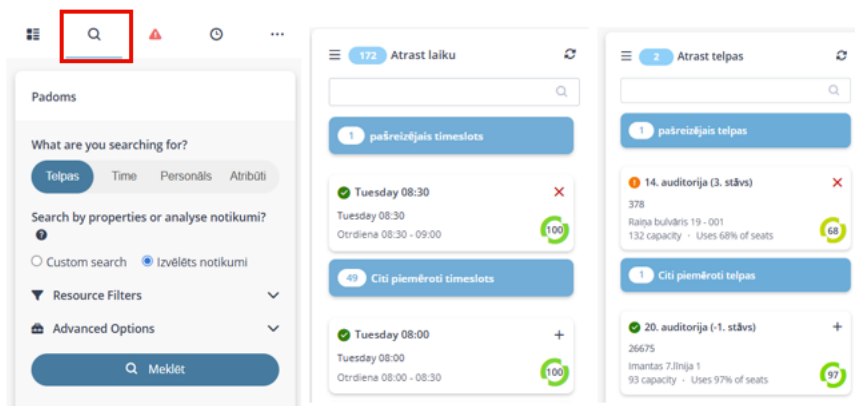 Padoms
What are you searching for?
Telpas Time Personāls Atribūti
Search by properties or analyse notikumi?
Custom search Izvēlēts notikumi
Resource Filters
Advanced Options
Meklēt
172 Atrast laiku
1 pašreizējais timeslots
Tuesday 08:30
Tuesday 08:30
Otrdiena 08:30 - 09:00
100
49 Citi piemēroti timeslots
Tuesday 08:00
Tuesday 08:00
Otrdiena 08:00 - 08:30
100
2 Atrast telpas
1 pašreizējais telpas
14. auditorija (3. stāvs)
378
Raiņa bulvāris 19 - 001
132 capacity · Uses 68% of seats
68
1 Citi piemēroti telpas
20. auditorija (-1. stāvs)
26675
Imantas 7.līnija 1
93 capacity · Uses 97% of seats
97